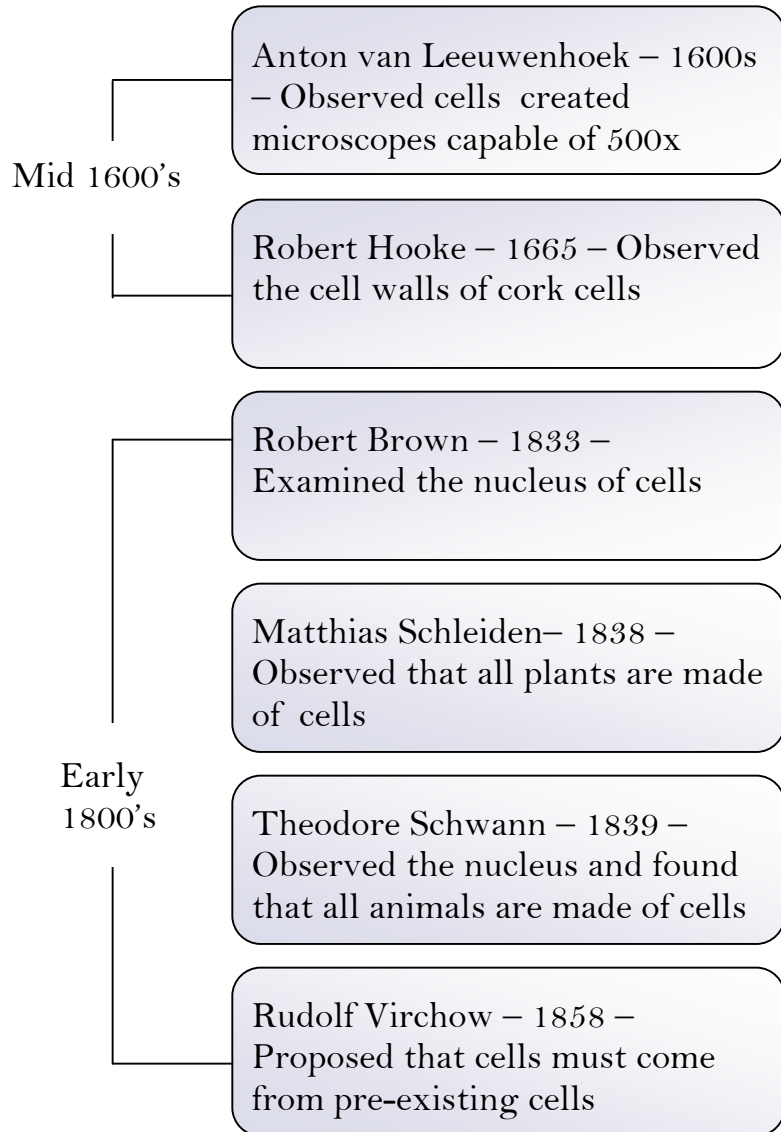 Anton van Leeuwenhoek – 1600s
– Observed cells  created
microscopes capable of 500x
Mid 1600’s
Robert Hooke – 1665 – Observed
the cell walls of cork cells
Robert Brown – 1833 –
Examined the nucleus of cells
Matthias Schleiden– 1838 –
Observed that all plants are made
of  cells
Early
1800’s
Theodore Schwann – 1839 –
Observed the nucleus and found
that all animals are made of cells
Rudolf Virchow – 1858 –
Proposed that cells must come
from pre-existing cells